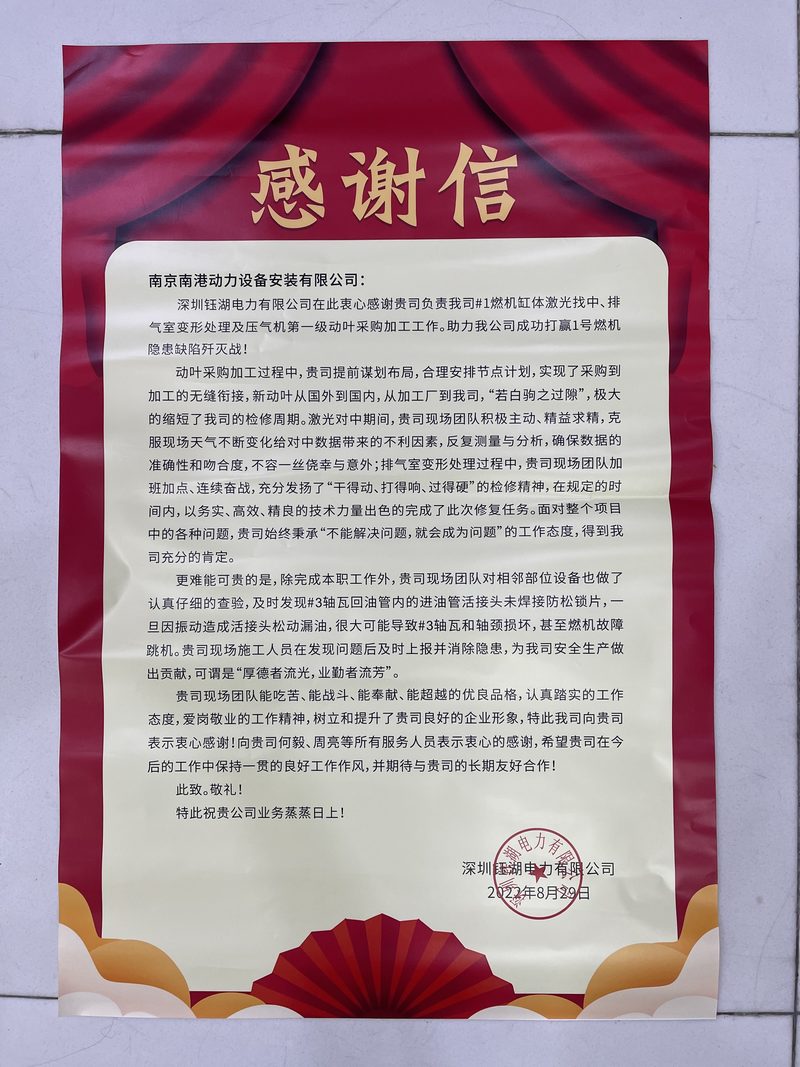 感谢信
南京南港动力设备安装有限公司：
深圳钰湖电力有限公司在此衷心感谢贵司负责我司#1燃机缸体激光找中、排
气室变形处理及压气机第一级动叶采购加工工作。助力我公司成功打赢1号燃机
隐患缺陷歼灭战！
动叶采购加工过程中，贵司提前谋划布局，合理安排节点计划，实现了采购到
加工的无缝衔接，新动叶从国外到国内，从加工厂到我司，“若白驹之过隙”，极大
的缩短了我司的检修周期。激光对中期间，贵司现场团队积极主动、精益求精，克
服现场天气不断变化给对中数据带来的不利因素，反复测量与分析，确保数据的
准确性和吻合度，不容一丝侥幸与意外；排气室变形处理过程中，贵司现场团队加
班加点、连续奋战，充分发扬了“干得动、打得响、过得硬”的检修精神，在规定的时
间内，以务实、高效、精良的技术力量出色的完成了此次修复任务。面对整个项目
中的各种问题，贵司始终秉承“不能解决问题，就会成为问题”的工作态度，得到我
司充分的肯定。
更难能可贵的是，除完成本职工作外，贵司现场团队对相邻部位设备也做了
认真仔细的查验，及时发现#3轴瓦回油管内的进油管活接头未焊接防松锁片，一
旦因振动造成活接头松动漏油，很大可能导致#3轴瓦和轴颈损坏，甚至燃机故障
跳机。贵司现场施工人员在发现问题后及时上报并消除隐患，为我司安全生产做
出贡献，可谓是“厚德者流光，业勤者流芳”。
贵司现场团队能吃苦、能战斗、能奉献、能超越的优良品格，认真踏实的工作
态度，爱岗敬业的工作精神，树立和提升了贵司良好的企业形象，特此我司向贵司
表示衷心感谢！向贵司何毅、周亮等所有服务人员表示衷心的感谢，希望贵司在今
后的工作中保持一贯的良好工作作风，并期待与贵司的长期友好合作！
此致。敬礼！
特此祝贵公司业务蒸蒸日上！
深圳钰湖电力有限公司
2022年8月29日
深圳钰湖电力有限公司